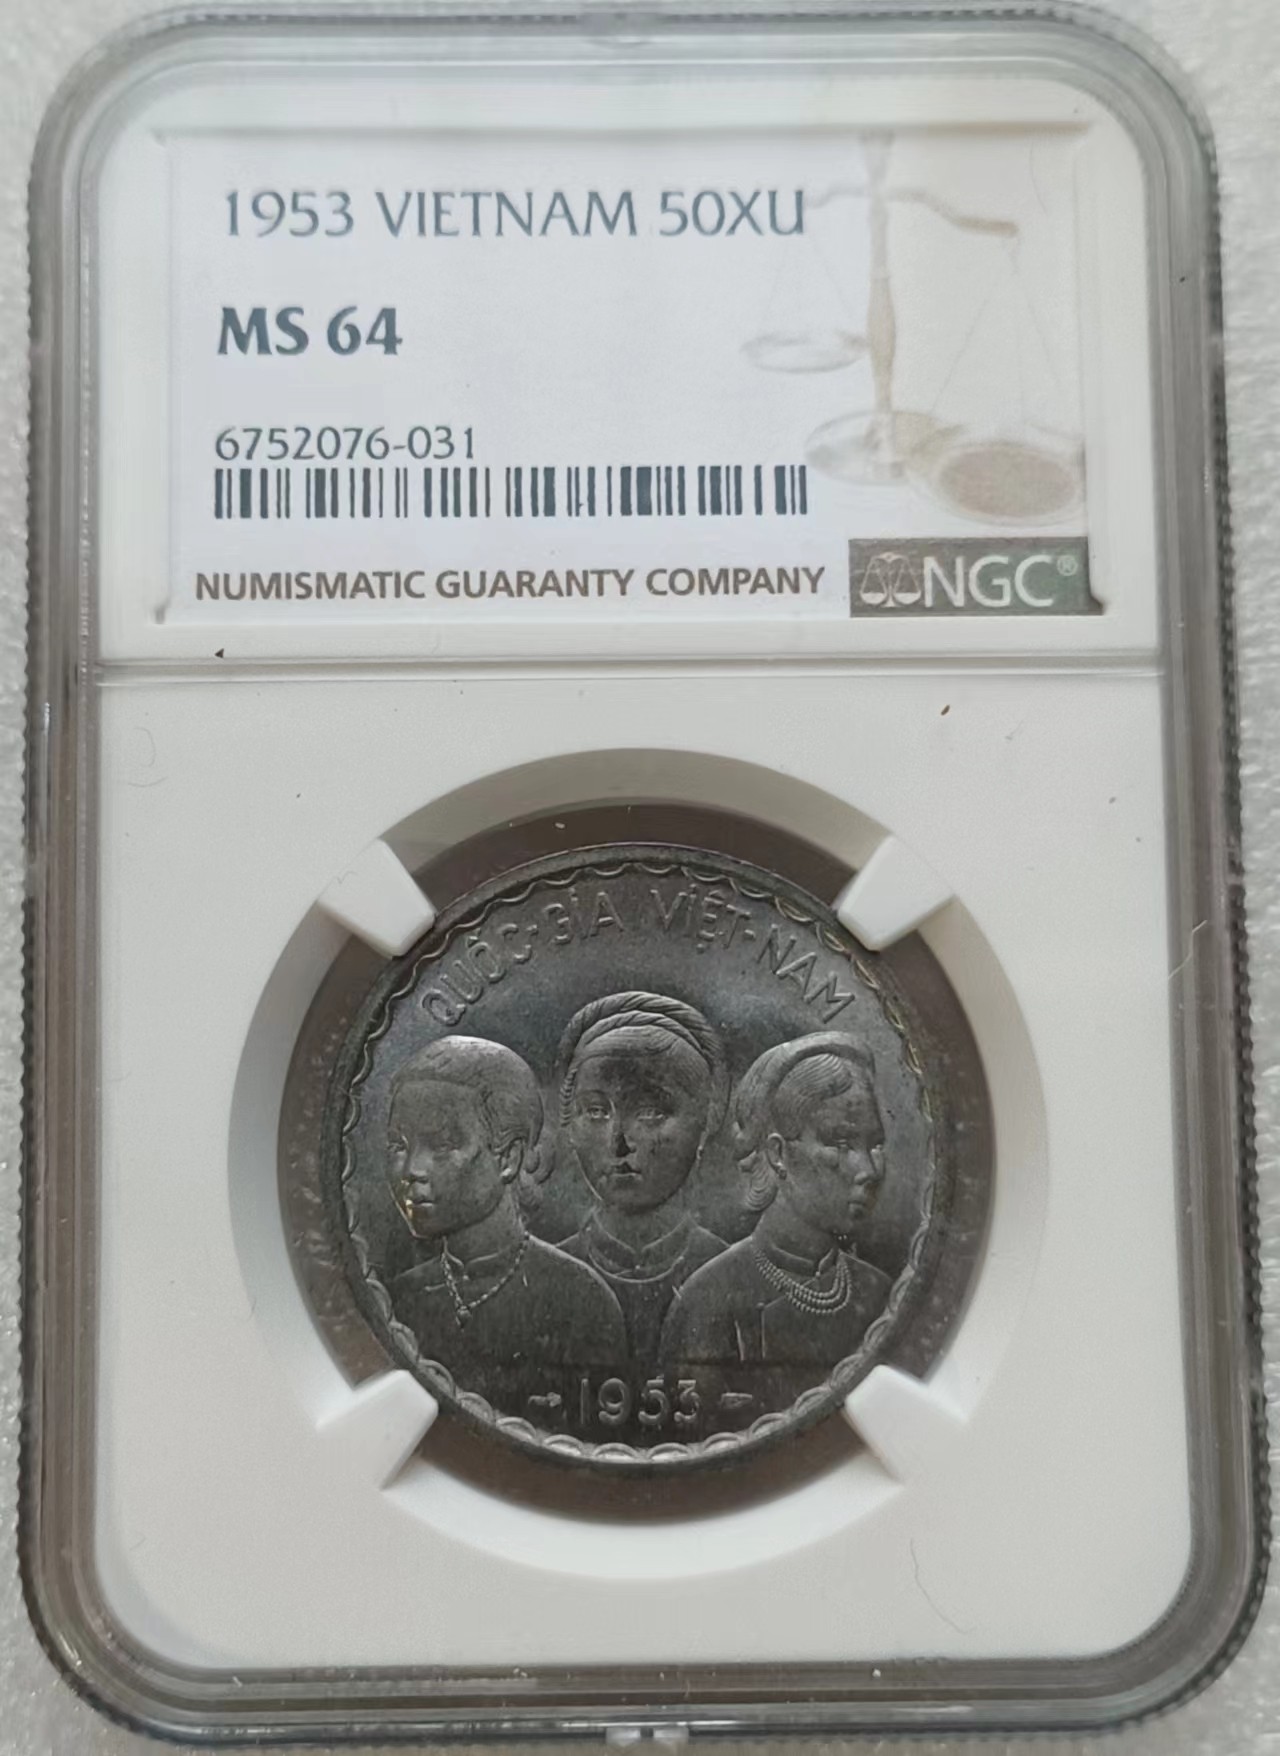 1953 VIETNAM 50XU
MS 64
6752076-031
NUMISMATIC GUARANTY COMPANY
NGC®
QUỐC-GIA VIỆT-NAM
1953